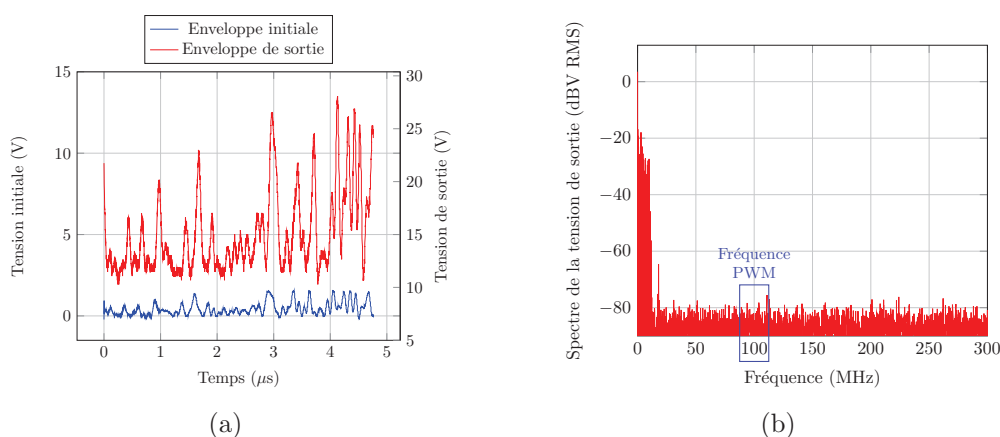 Enveloppe initiale
Enveloppe de sortie
Tension initiale (V)
15
10
5
0
30
25
20
15
10
5
Tension de sortie (V)
0
1
2
3
4
5
Temps (μs)
(a)
Spectre de la tension de sortie (dBV RMS)
0
−20
−40
−60
−80
Fréquence
PWM
0
50
100
150
200
250
300
Fréquence (MHz)
(b)